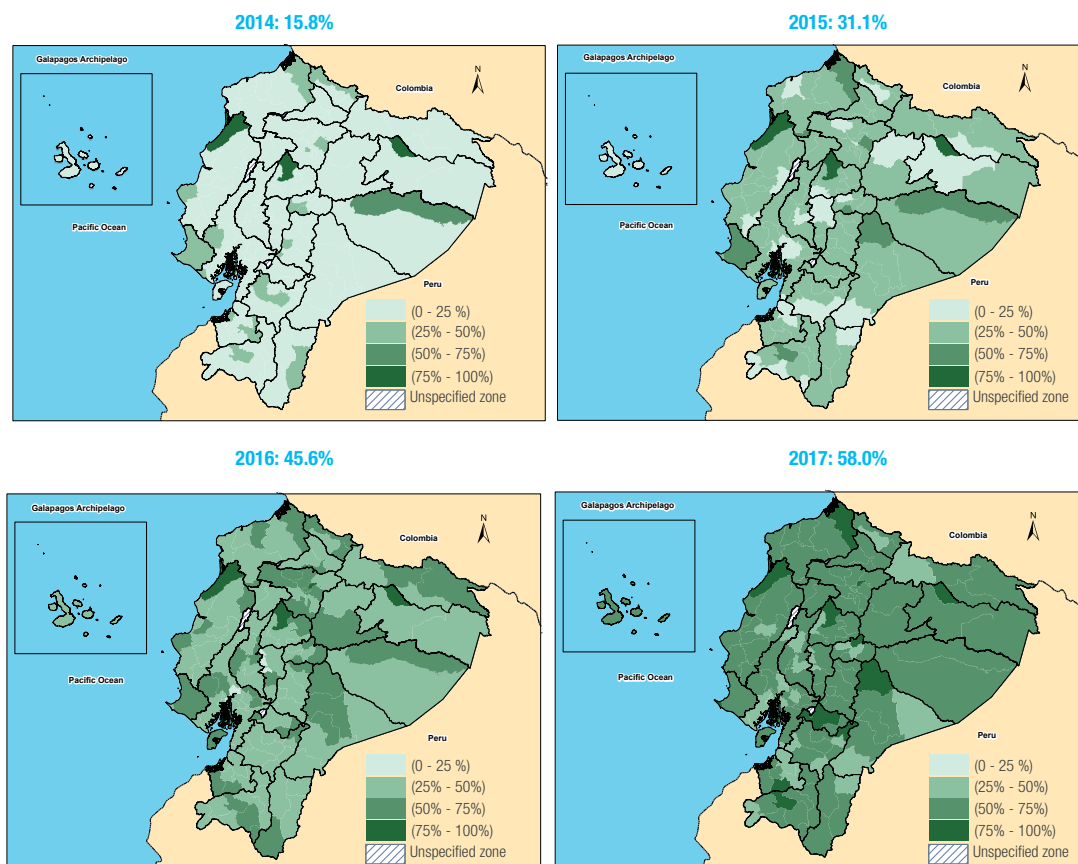 2014: 15.8%
Galapagos Archipelago
Colombia
N
Pacific Ocean
Peru
(0 - 25 %)
(25% - 50%)
(50% - 75%)
(75% - 100%)
Unspecified zone
2015: 31.1%
Galapagos Archipelago
Colombia
N
Pacific Ocean
Peru
(0 - 25 %)
(25% - 50%)
(50% - 75%)
(75% - 100%)
Unspecified zone
2016: 45.6%
Galapagos Archipelago
Colombia
N
Pacific Ocean
Peru
(0 - 25 %)
(25% - 50%)
(50% - 75%)
(75% - 100%)
Unspecified zone
2017: 58.0%
Galapagos Archipelago
Colombia
N
Pacific Ocean
Peru
(0 - 25 %)
(25% - 50%)
(50% - 75%)
(75% - 100%)
Unspecified zone